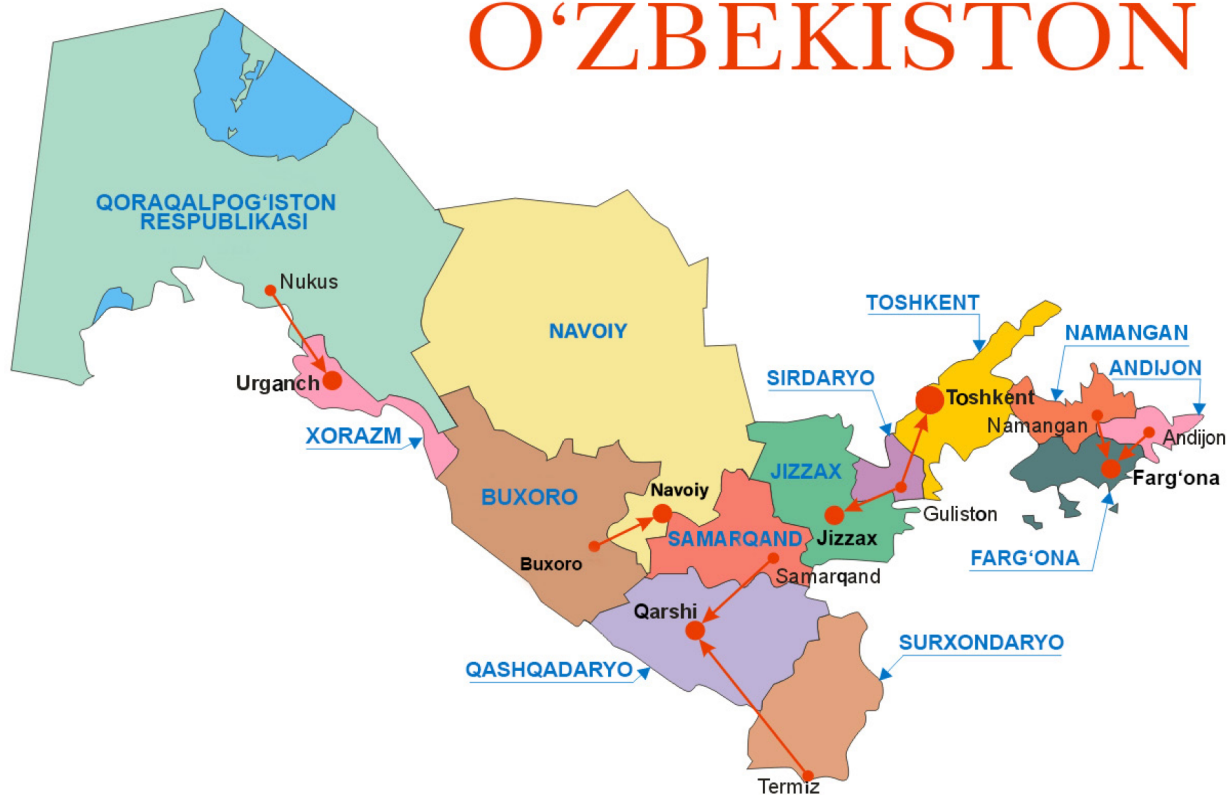 O‘ZBEKISTON
QORAQALPOG‘ISTON
RESPUBLIKASI
Nukus
TOSHKENT
NAVOIY
NAMANGAN
ANDIJON
SIRDARYO
Urganch
Toshkent
Namangan
Andijon
XORAZM
JIZZAX
Farg‘ona
BUXORO
Navoiy
Guliston
SAMARQAND
Jizzax
FARG‘ONA
Buxoro
Samarqand
Qarshi
SURXONDARYO
QASHQADARYO
Termiz